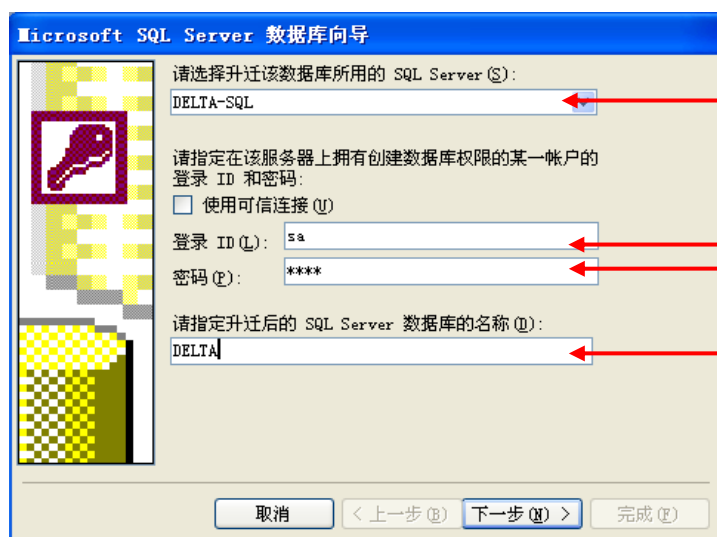 Microsoft SQL Server 数据库向导
请选择升迁该数据库所用的 SQL Server(S):
DELTA-SQL
请指定在该服务器上拥有创建数据库权限的某一帐户的
登录 ID 和密码:
使用可信连接(U)
登录 ID(L): sa
密码(P): ****
请指定升迁后的 SQL Server 数据库的名称(D):
DELTA
取消 < 上一步(B) 下一步(N) > 完成(F)